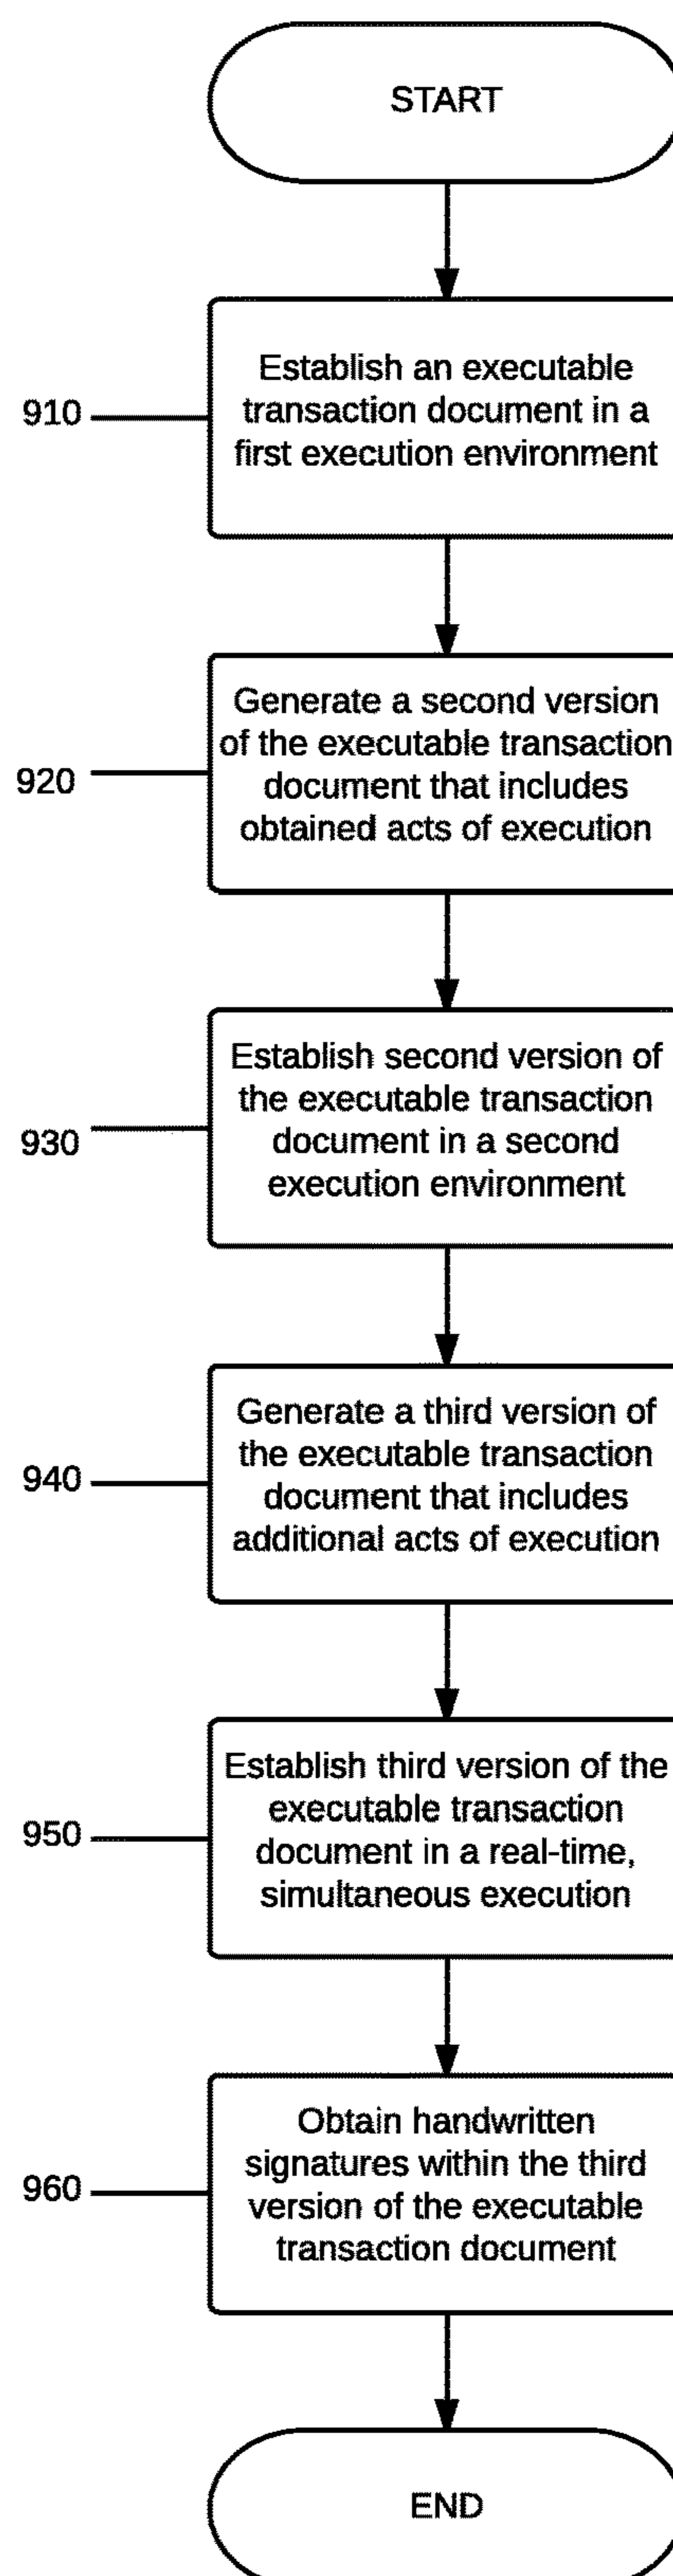 START
910
Establish an executable
transaction document in a
first execution environment
920
Generate a second version
of the executable transaction
document that includes
obtained acts of execution
930
Establish second version of
the executable transaction
document in a second
execution environment
940
Generate a third version of
the executable transaction
document that includes
additional acts of execution
950
Establish third version of the
executable transaction
document in a real-time,
simultaneous execution
960
Obtain handwritten
signatures within the third
version of the executable
transaction document
END